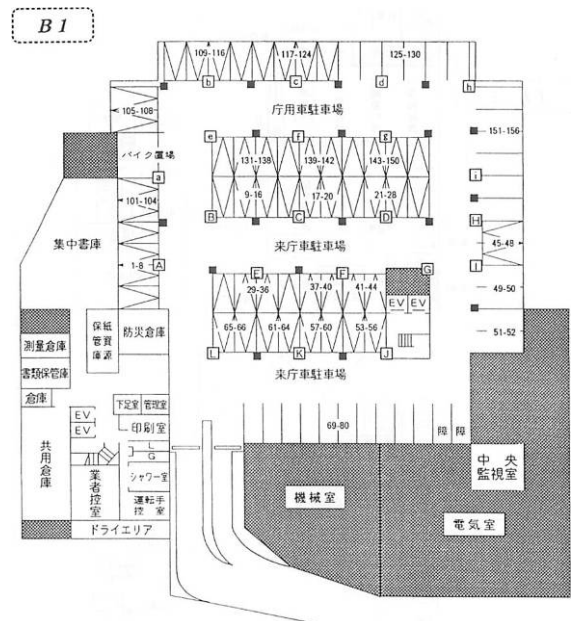 B1
109-116
117-124
125-130
b
c
d
h
庁用車駐車場
105-108
151-156
e
f
g
バイク置場
131-138
139-142
143-150
a
i
101-104
9-16
17-20
21-28
B
C
D
H
集中書庫
来庁車駐車場
45-48
1-8
A
E
F
G
I
29-36
37-40
41-44
49-50
EV
EV
65-66
61-64
57-60
53-56
51-52
保管庫
紙資源
防災倉庫
測量倉庫
L
K
J
書類保管庫
来庁車駐車場
倉庫
下足室
管理室
EV
EV
印刷室
69-80
障
障
共用倉庫
L
G
中央監視室
業者控室
シャワー室
機械室
運転手控室
電気室
ドライエリア